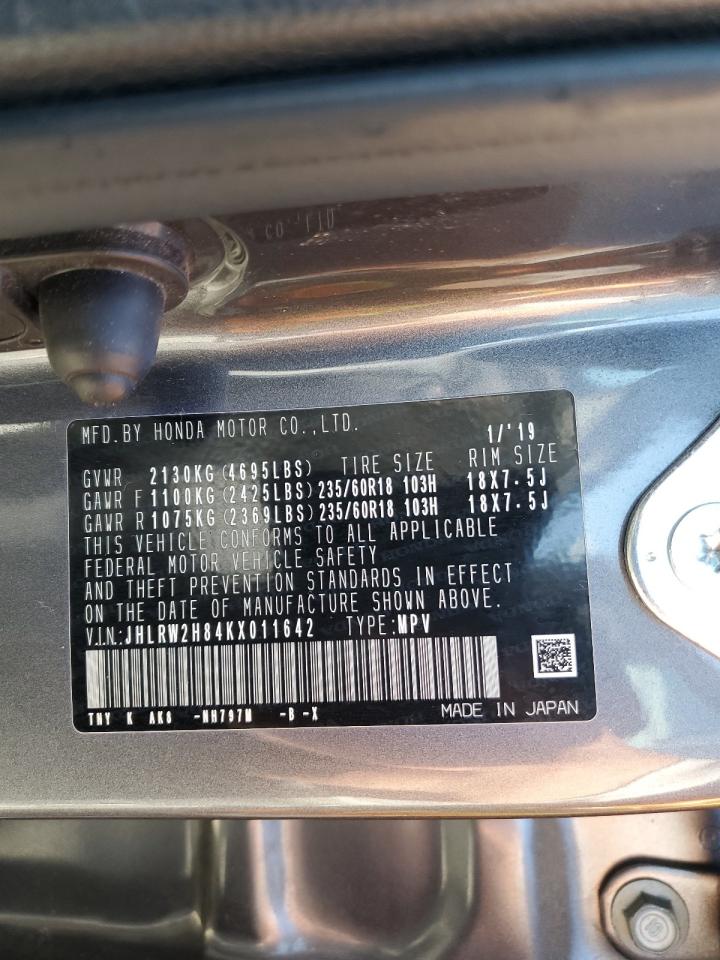 MFD.BY HONDA MOTOR CO.,LTD. 1/'19
GVWR 2130KG (4695LBS) TIRE SIZE RIM SIZE
GAWR F 1100KG (2425LBS) 235/60R18 103H 18X7.5J
GAWR R 1075KG (2369LBS) 235/60R18 103H 18X7.5J
THIS VEHICLE CONFORMS TO ALL APPLICABLE
FEDERAL MOTOR VEHICLE SAFETY
AND THEFT PREVENTION STANDARDS IN EFFECT
ON THE DATE OF MANUFACTURE SHOWN ABOVE.
V.I.N.:JHLRW2H84KX011642 TYPE:MPV
TNY K AK8 -NH797M -B -X MADE IN JAPAN